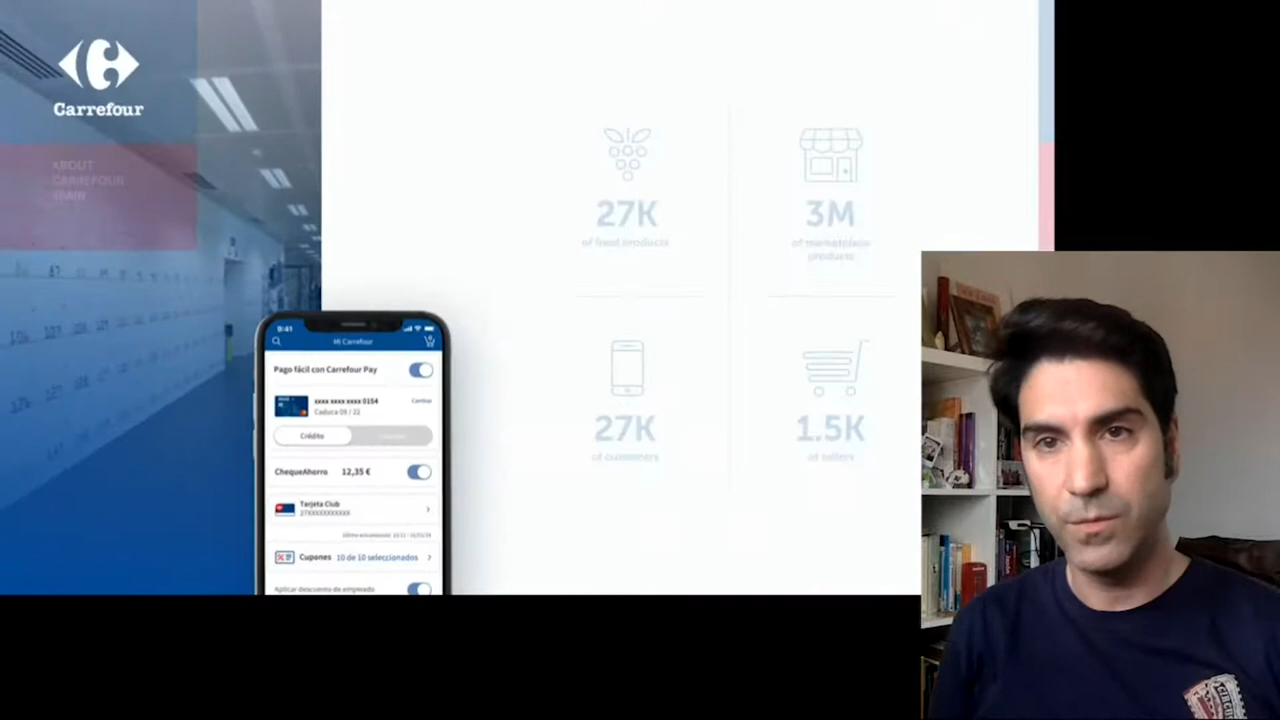 Carrefour
ABOUT
CARREFOUR
SPAIN
27K
of food products
3M
of marketplace
products
27K
of customers
1.5K
of sellers
9:41
Mi Carrefour
Pago fácil con Carrefour Pay
xxxx xxxx xxxx 0154
Cambiar
Caduca 09 / 22
Crédito
ChequeAhorro 12,35 €
Tarjeta Club
27XXXXXXXXXXX
Cupones 10 de 10 seleccionados
Aplicar descuento de empleado